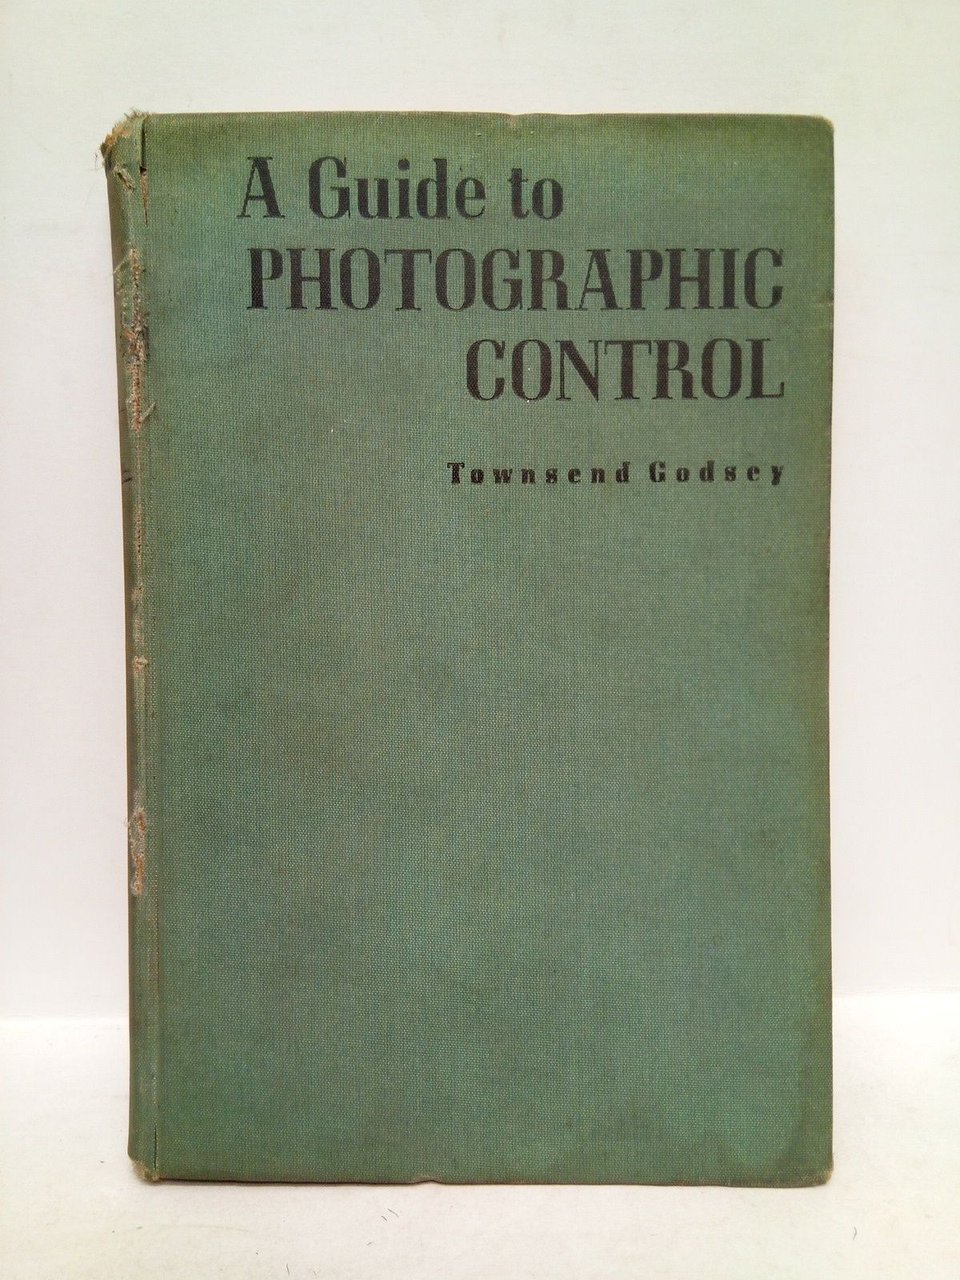 A Guide to
PHOTOGRAPHIC
CONTROL
Townsend Godsey